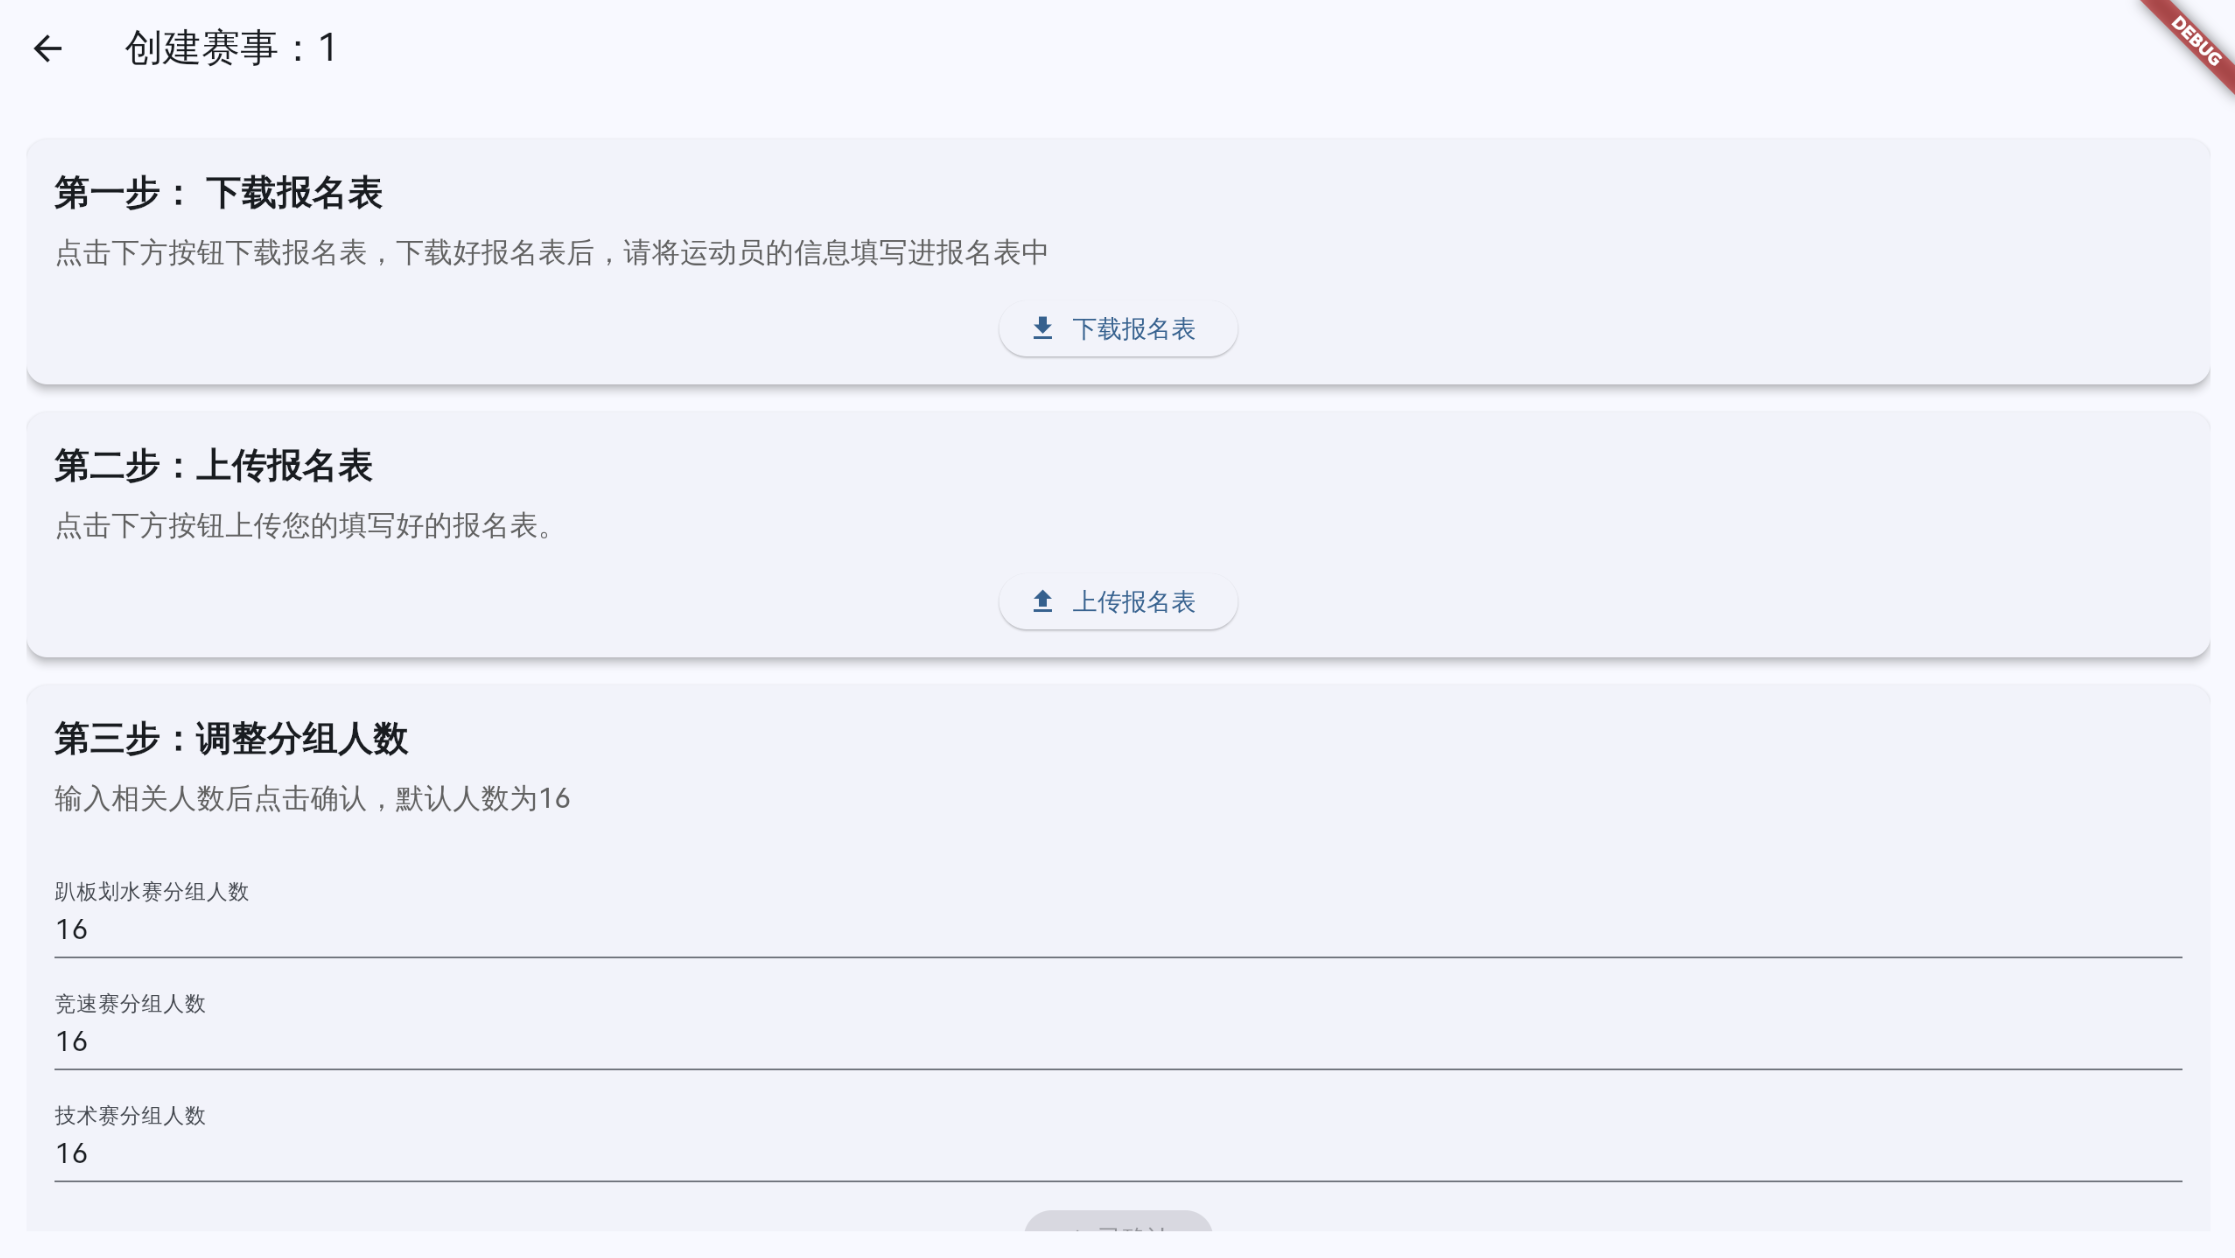 创建赛事：1
DEBUG
第一步： 下载报名表
点击下方按钮下载报名表，下载好报名表后，请将运动员的信息填写进报名表中
下载报名表
第二步：上传报名表
点击下方按钮上传您的填写好的报名表。
上传报名表
第三步：调整分组人数
输入相关人数后点击确认，默认人数为16
趴板划水赛分组人数
16
竞速赛分组人数
16
技术赛分组人数
16